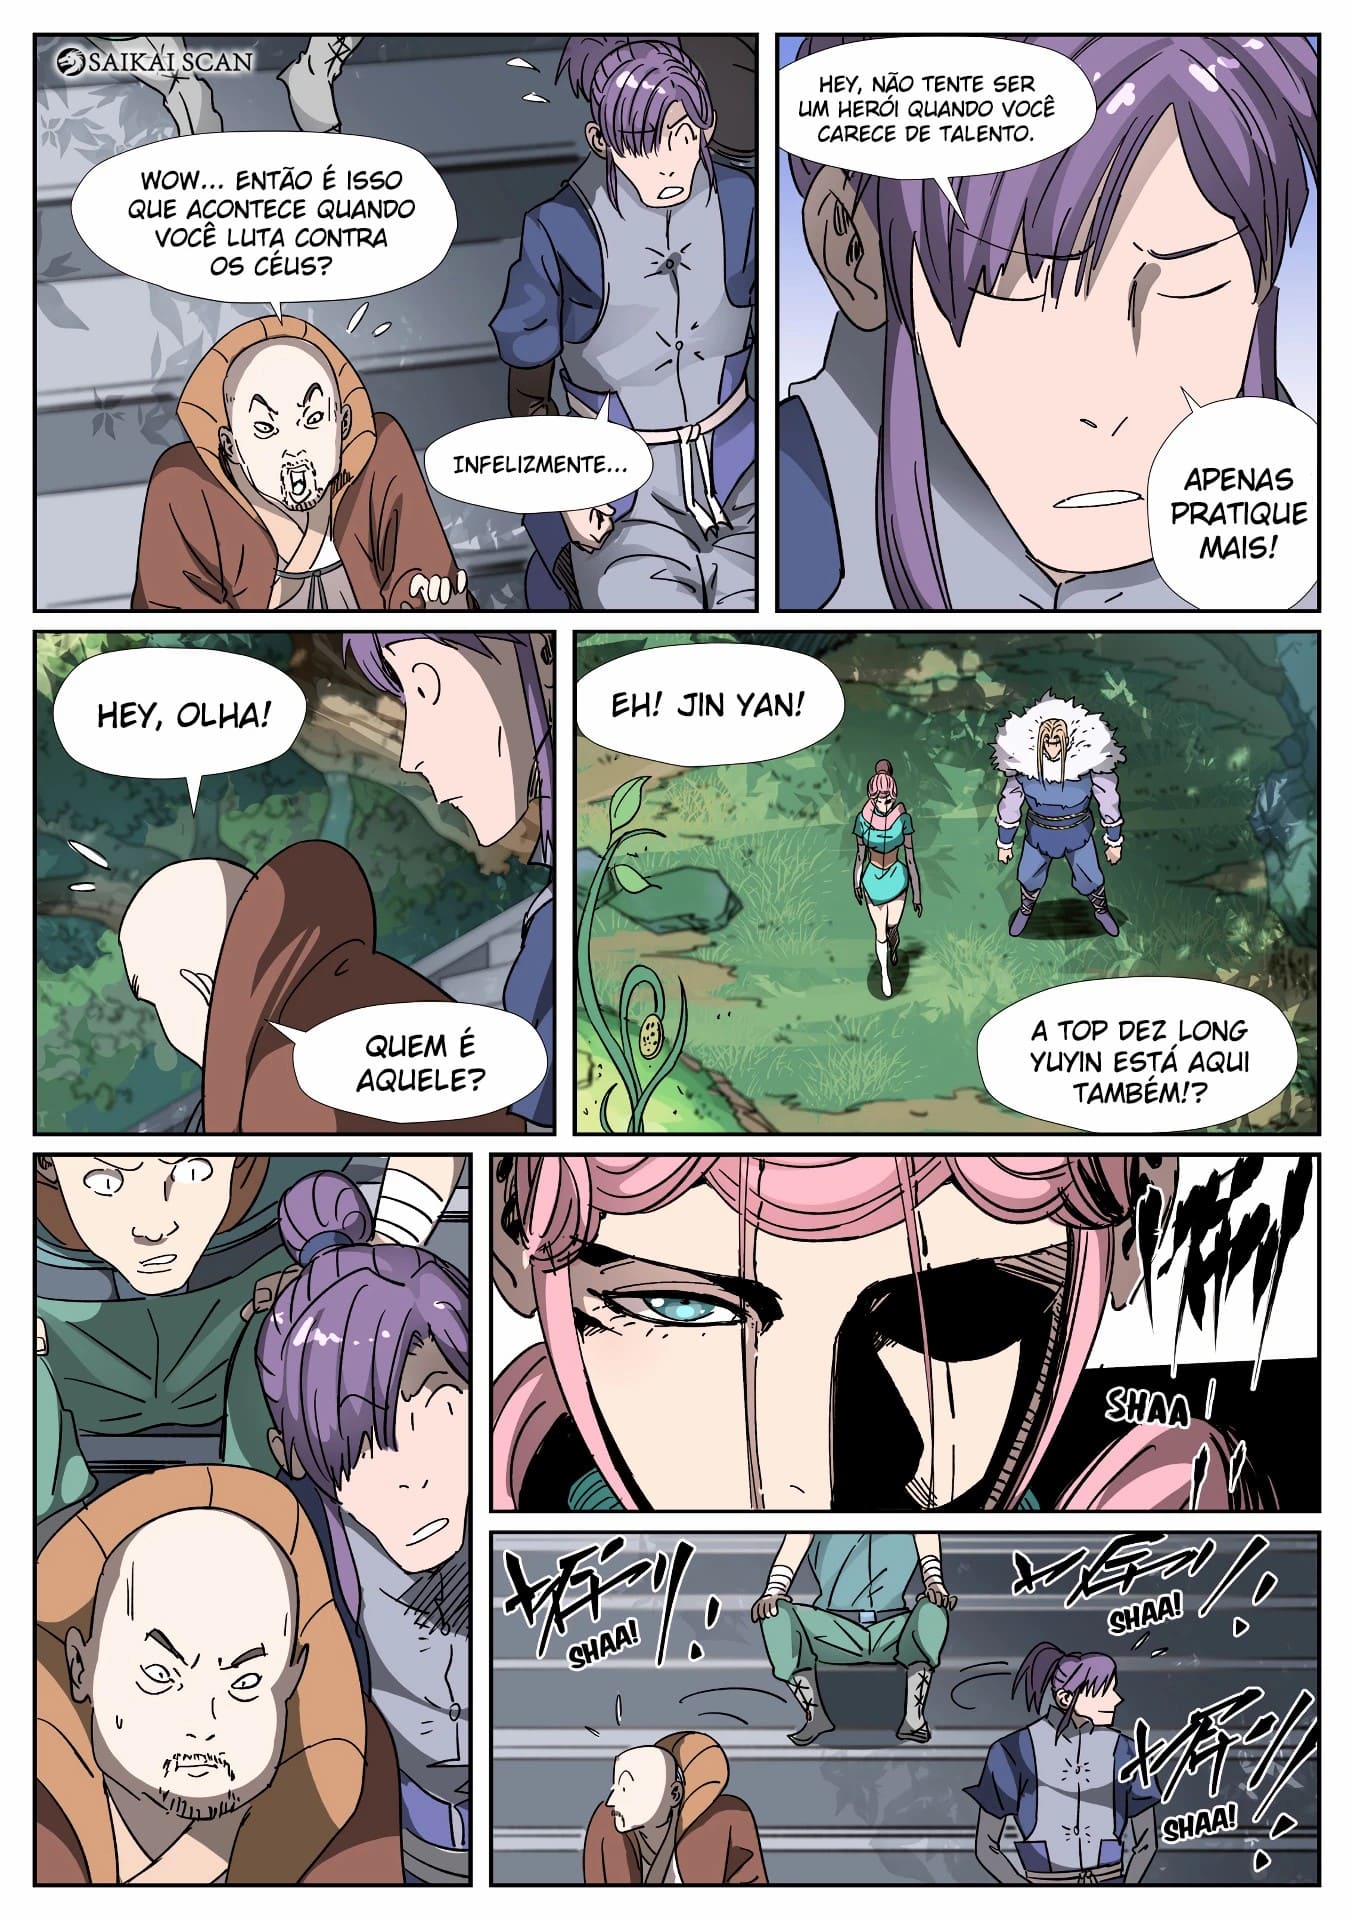 SAIKAI SCAN
WOW... ENTÃO É ISSO
QUE ACONTECE QUANDO
VOCÊ LUTA CONTRA
OS CÉUS?
INFELIZMENTE...
HEY, NÃO TENTE SER
UM HERÓI QUANDO VOCÊ
CARECE DE TALENTO.
APENAS
PRATIQUE
MAIS!
HEY, OLHA!
QUEM É
AQUELE?
EH! JIN YAN!
A TOP DEZ LONG
YUYIN ESTÁ AQUI
TAMBÉM!?
SHAA
SHAA!
SHAA!
SHAA!